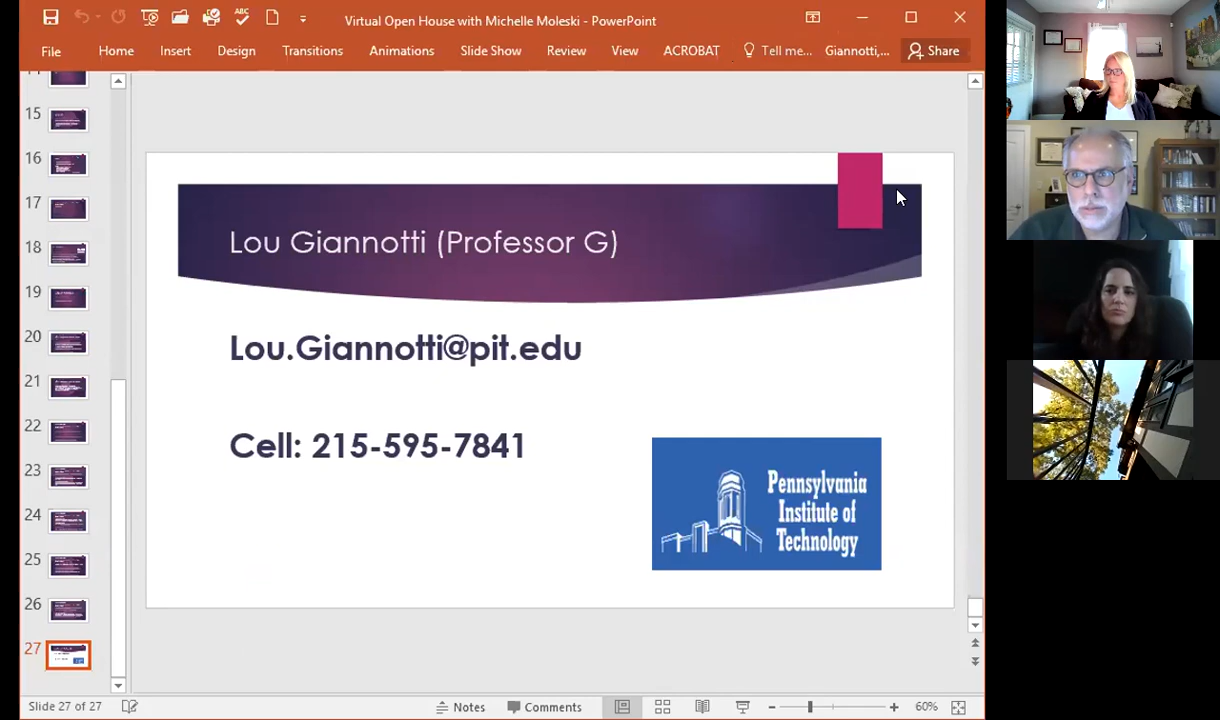 ABC
Virtual Open House with Michelle Moleski - PowerPoint
File
Home
Insert
Design
Transitions
Animations
Slide Show
Review
View
ACROBAT
Tell me...
Giannotti,...
Share
15
16
17
18
19
20
21
22
23
24
25
26
27
Lou Giannotti (Professor G)
Lou.Giannotti@pit.edu
Cell: 215-595-7841
Pennsylvania
Institute of
Technology
Slide 27 of 27
Notes
Comments
60%